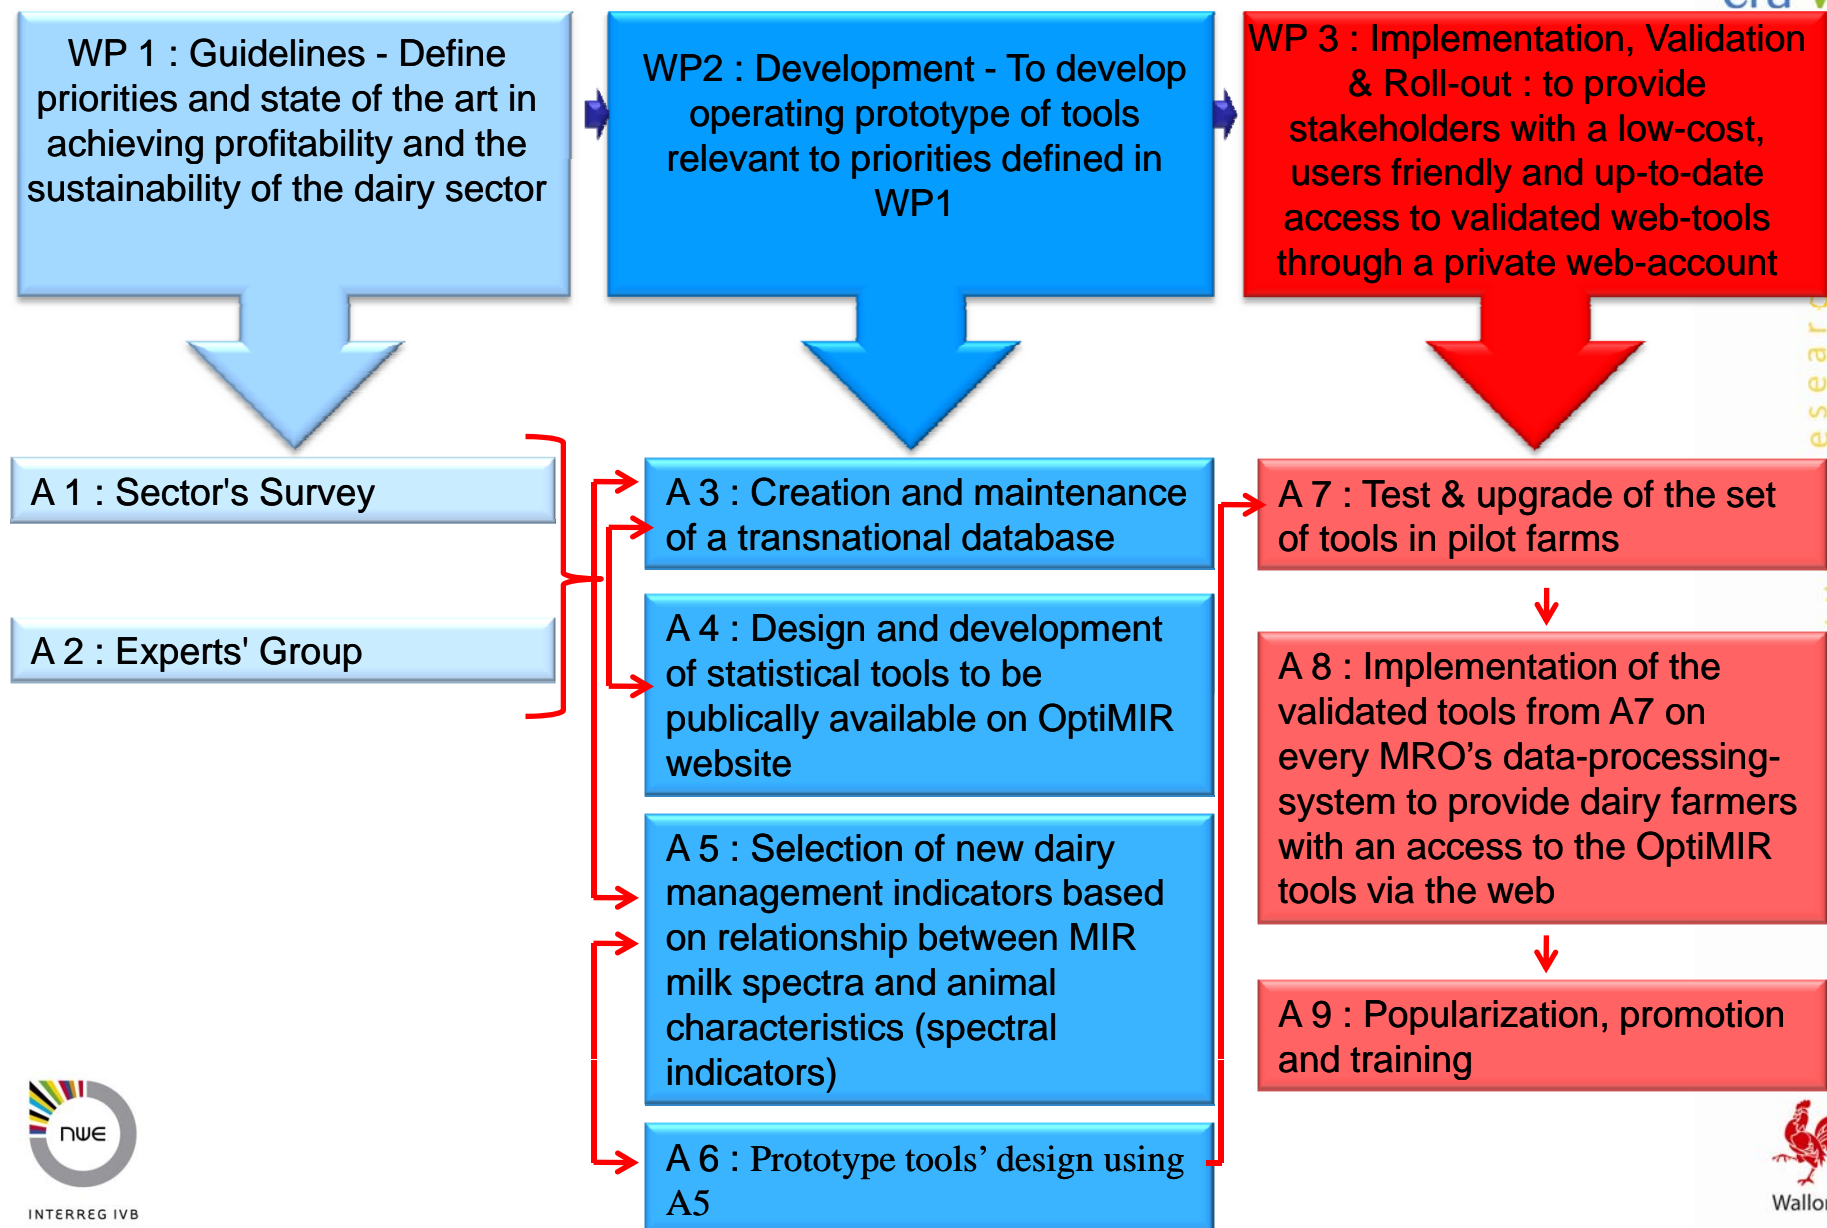 WP 1 : Guidelines - Define
priorities and state of the art in
achieving profitability and the
sustainability of the dairy sector
WP2 : Development - To develop
operating prototype of tools
relevant to priorities defined in
WP1
WP 3 : Implementation, Validation
& Roll-out : to provide
stakeholders with a low-cost,
users friendly and up-to-date
access to validated web-tools
through a private web-account
A 1 : Sector's Survey
A 2 : Experts' Group
A 3 : Creation and maintenance
of a transnational database
A 4 : Design and development
of statistical tools to be
publically available on OptiMIR
website
A 5 : Selection of new dairy
management indicators based
on relationship between MIR
milk spectra and animal
characteristics (spectral
indicators)
A 6 : Prototype tools’ design using
A5
A 7 : Test & upgrade of the set
of tools in pilot farms
A 8 : Implementation of the
validated tools from A7 on
every MRO’s data-processing-
system to provide dairy farmers
with an access to the OptiMIR
tools via the web
A 9 : Popularization, promotion
and training
nwe
INTERREG IVB